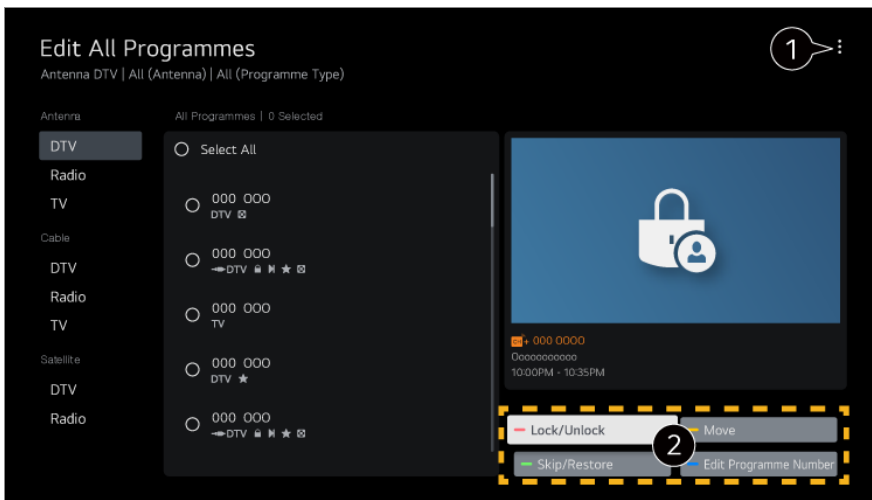 Edit All Programmes
Antenna DTV | All (Antenna) | All (Programme Type)
1
Antenna
DTV
Radio
TV
Cable
DTV
Radio
TV
Satellite
DTV
Radio
All Programmes | 0 Selected
Select All
000 000
DTV
000 000
DTV
000 000
TV
000 000
DTV
000 000
DTV
+ 000 0000
Oooooooooooo
10:00PM - 10:35PM
Lock/Unlock
Move
2
Skip/Restore
Edit Programme Number